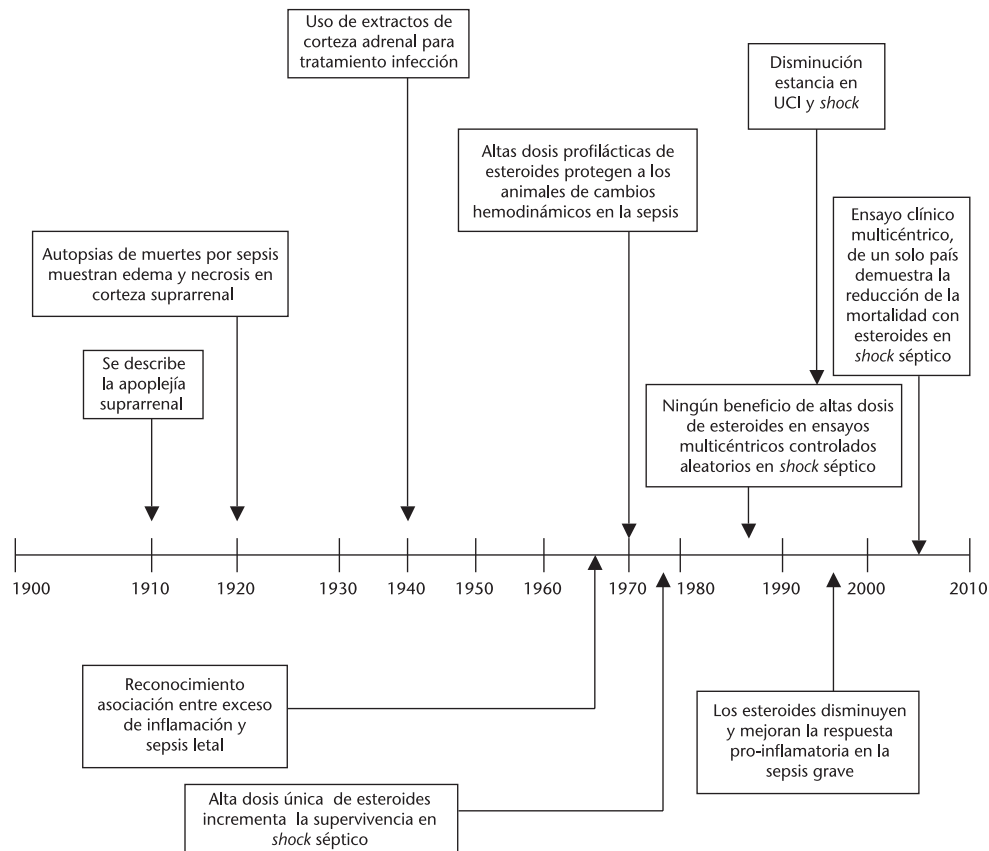 Uso de extractos de
corteza adrenal para
tratamiento infección
Disminución
estancia en
UCI y shock
Altas dosis profilácticas de
esteroides protegen a los
animales de cambios
hemodinámicos en la sepsis
Ensayo clínico
multicéntrico,
de un solo país
demuestra la
reducción de la
mortalidad con
esteroides en
shock séptico
Autopsias de muertes por sepsis
muestran edema y necrosis en
corteza suprarrenal
Se describe
la apoplejía
suprarrenal
Ningún beneficio de altas dosis
de esteroides en ensayos
multicéntricos controlados
aleatorios en shock séptico
1900 1910 1920 1930 1940 1950 1960 1970 1980 1990 2000 2010
Reconocimiento
asociación entre exceso
de inflamación y
sepsis letal
Los esteroides disminuyen
y mejoran la respuesta
pro-inflamatoria en la
sepsis grave
Alta dosis única de esteroides
incrementa la supervivencia en
shock séptico